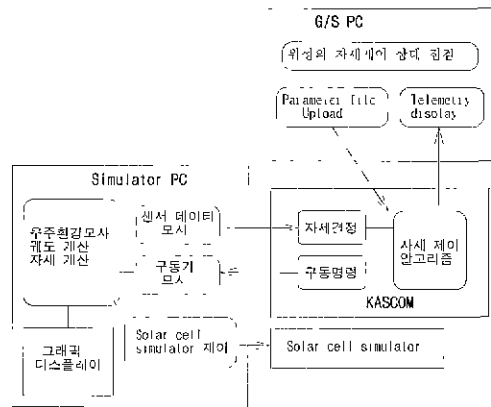 G/S PC
위성의 자세제어 상태 점검
Parameter file
Upload
Telemetry
display
Simulator PC
우주환경모사
궤도 계산
자세 계산
센서 데이터
모사
구동기
모사
자세결정
구동명령
자세 제어
알고리즘
KASCOM
그래픽
디스플레이
Solar cell
simulator 제어
Solar cell simulator